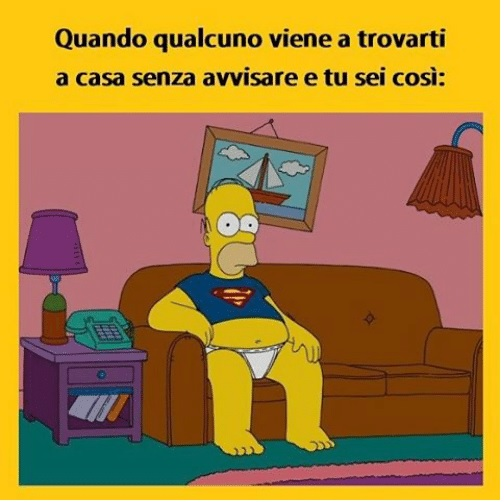 Quando qualcuno viene a trovarti
a casa senza avvisare e tu sei così: